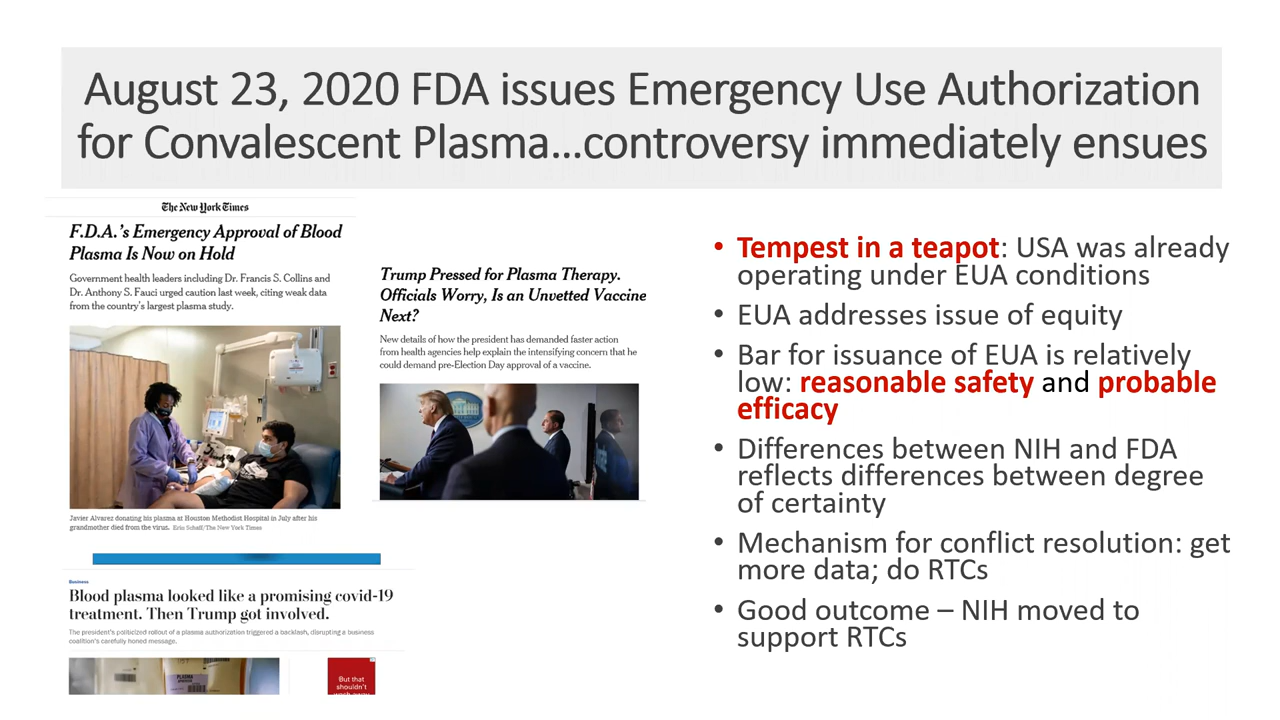 August 23, 2020 FDA issues Emergency Use Authorization
for Convalescent Plasma...controversy immediately ensues
The New York Times
F.D.A.'s Emergency Approval of Blood
Plasma Is Now on Hold
Government health leaders including Dr. Francis S. Collins and
Dr. Anthony S. Fauci urged caution last week, citing weak data
from the country's largest plasma study.
Javier Alvarez donating his plasma at Houston Methodist Hospital in July after his
grandmother died from the virus. Erin Schaff/The New York Times
Trump Pressed for Plasma Therapy.
Officials Worry, Is an Unvetted Vaccine
Next?
New details of how the president has demanded faster action
from health agencies help explain the intensifying concern that he
could demand pre-Election Day approval of a vaccine.
Business
Blood plasma looked like a promising covid-19
treatment. Then Trump got involved.
The president's politicized rollout of a plasma authorization triggered a backlash, disrupting a business
coalition's carefully honed message.
PLASMA
But that
shouldn't
• Tempest in a teapot: USA was already
operating under EUA conditions
• EUA addresses issue of equity
• Bar for issuance of EUA is relatively
low: reasonable safety and probable
efficacy
• Differences between NIH and FDA
reflects differences between degree
of certainty
• Mechanism for conflict resolution: get
more data; do RTCs
• Good outcome – NIH moved to
support RTCs